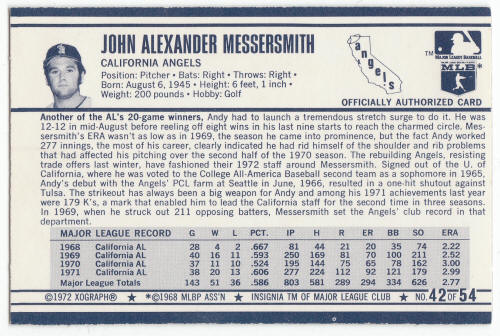 JOHN ALEXANDER MESSERSMITH
CALIFORNIA ANGELS
Position: Pitcher • Bats: Right • Throws: Right •
Born: August 6, 1945 • Height: 6 feet, 1 inch •
Weight: 200 pounds • Hobby: Golf
angels
TM
MAJOR LEAGUE BASEBALL
MLB
OFFICIALLY AUTHORIZED CARD
Another of the AL's 20-game winners, Andy had to launch a tremendous stretch surge to do it. He was
12-12 in mid-August before reeling off eight wins in his last nine starts to reach the charmed circle. Messersmith's
ERA wasn't as low as in 1969, the season he came into prominence, but the fact Andy worked
277 innings, the most of his career, clearly indicated he had rid himself of the shoulder and rib problems
that had affected his pitching over the second half of the 1970 season. The rebuilding Angels, resisting
trade offers last winter, have fashioned their 1972 staff around Messersmith. Signed out of the U. of
California, where he was voted to the College All-America Baseball second team as a sophomore in 1965,
Andy's debut with the Angels' PCL farm at Seattle in June, 1966, resulted in a one-hit shutout against
Tulsa. The strikeout has always been a big weapon for Andy and among his 1971 achievements last year
were 179 K's, a mark that enabled him to lead the California staff for the second time in three seasons.
In 1969, when he struck out 211 opposing batters, Messersmith set the Angels' club record in that
department.
MAJOR LEAGUE RECORD G W L PCT. IP H R ER BB SO ERA
1968 California AL 28 4 2 .667 81 44 21 20 35 74 2.22
1969 California AL 40 16 11 .593 250 169 81 70 100 211 2.52
1970 California AL 37 11 10 .524 195 144 75 65 78 162 3.00
1971 California AL 38 20 13 .606 277 224 112 92 121 179 2.99
Major League Totals 143 51 36 .586 803 581 289 294 334 626 2.77
©1972 XOGRAPH® ★ *©1968 MLBP ASS'N ★ INSIGNIA TM OF MAJOR LEAGUE CLUB ★ NO. 42 OF 54